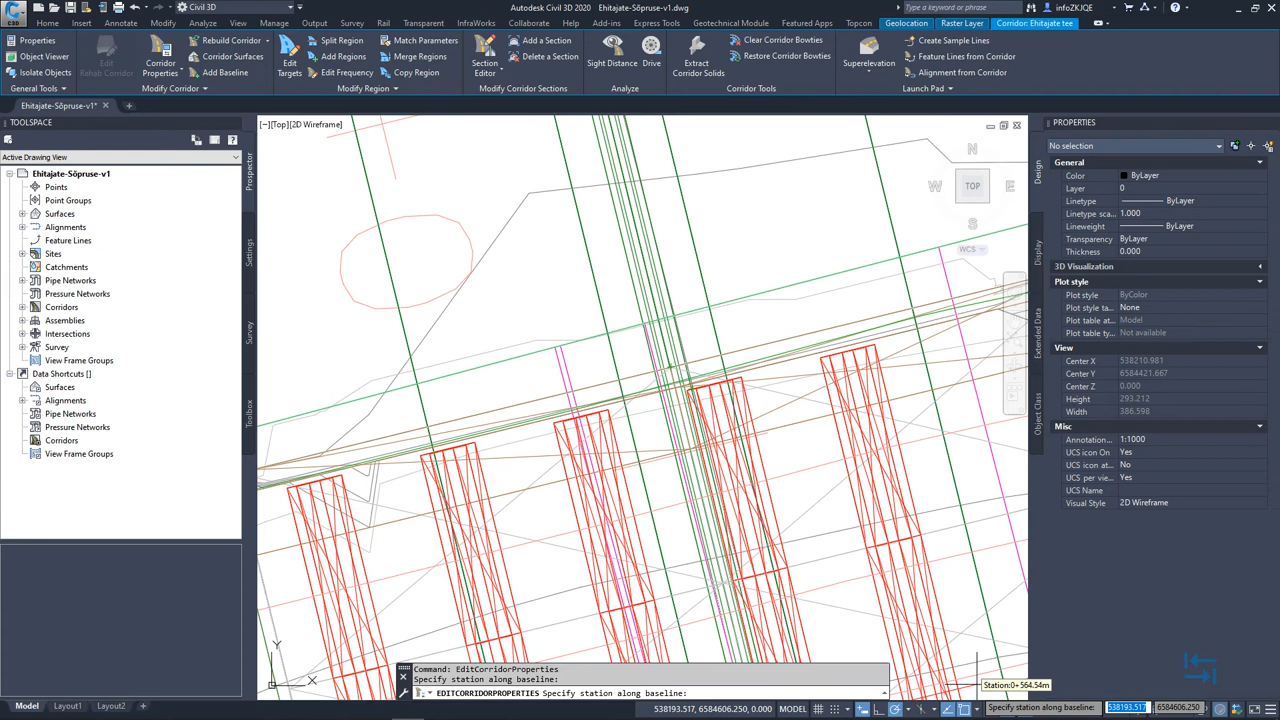 C3D
Civil 3D
Autodesk Civil 3D 2020 Ehitajate-Sõpruse-v1.dwg
Type a keyword or phrase
infoZKJQE
Home Insert Annotate Modify Analyze View Manage Output Survey Rail Transparent InfraWorks Collaborate Help Add-ins Express Tools Geotechnical Module Featured Apps Topcon Geolocation Raster Layer Corridor: Ehitajate tee
Properties
Object Viewer
Isolate Objects
General Tools
Edit
Rehab Corridor
Corridor
Properties
Rebuild Corridor
Corridor Surfaces
Add Baseline
Modify Corridor
Edit
Targets
Split Region
Add Regions
Edit Frequency
Match Parameters
Merge Regions
Copy Region
Modify Region
Section
Editor
Add a Section
Delete a Section
Modify Corridor Sections
Sight Distance
Drive
Analyze
Extract
Corridor Solids
Clear Corridor Bowties
Restore Corridor Bowties
Corridor Tools
Superelevation
Create Sample Lines
Feature Lines from Corridor
Alignment from Corridor
Launch Pad
Ehitajate-Sõpruse-v1*
TOOLSPACE
Active Drawing View
Ehitajate-Sõpruse-v1
Points
Point Groups
Surfaces
Alignments
Feature Lines
Sites
Catchments
Pipe Networks
Pressure Networks
Corridors
Assemblies
Intersections
Survey
View Frame Groups
Data Shortcuts []
Surfaces
Alignments
Pipe Networks
Pressure Networks
Corridors
View Frame Groups
Prospector
Settings
Survey
Toolbox
[−][Top][2D Wireframe]
N
W TOP E
S
WCS
Y
X
Command: EditCorridorProperties
Specify station along baseline:
EDITCORRIDORPROPERTIES Specify station along baseline:
Station:0+564.54m
Specify station along baseline: 538193.517 6584606.250
PROPERTIES
No selection
Design
Display
Extended Data
Object Class
General
Color ByLayer
Layer 0
Linetype ByLayer
Linetype sca... 1.000
Lineweight ByLayer
Transparency ByLayer
Thickness 0.000
3D Visualization
Plot style
Plot style ByColor
Plot style ta... None
Plot table at... Model
Plot table ty... Not available
View
Center X 538210.981
Center Y 6584421.667
Center Z 0.000
Height 293.212
Width 386.598
Misc
Annotation... 1:1000
UCS icon On Yes
UCS icon at... No
UCS per vie... Yes
UCS Name
Visual Style 2D Wireframe
Model Layout1 Layout2
538193.517, 6584606.250, 0.000 MODEL